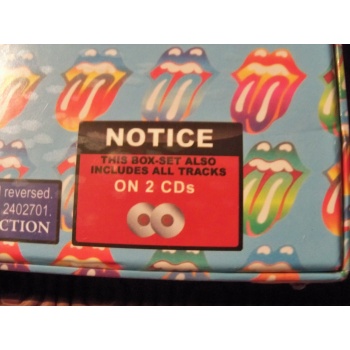 NOTICE
THIS BOX-SET ALSO
INCLUDES ALL TRACKS
ON 2 CDs
reversed.
2402701.
CTION